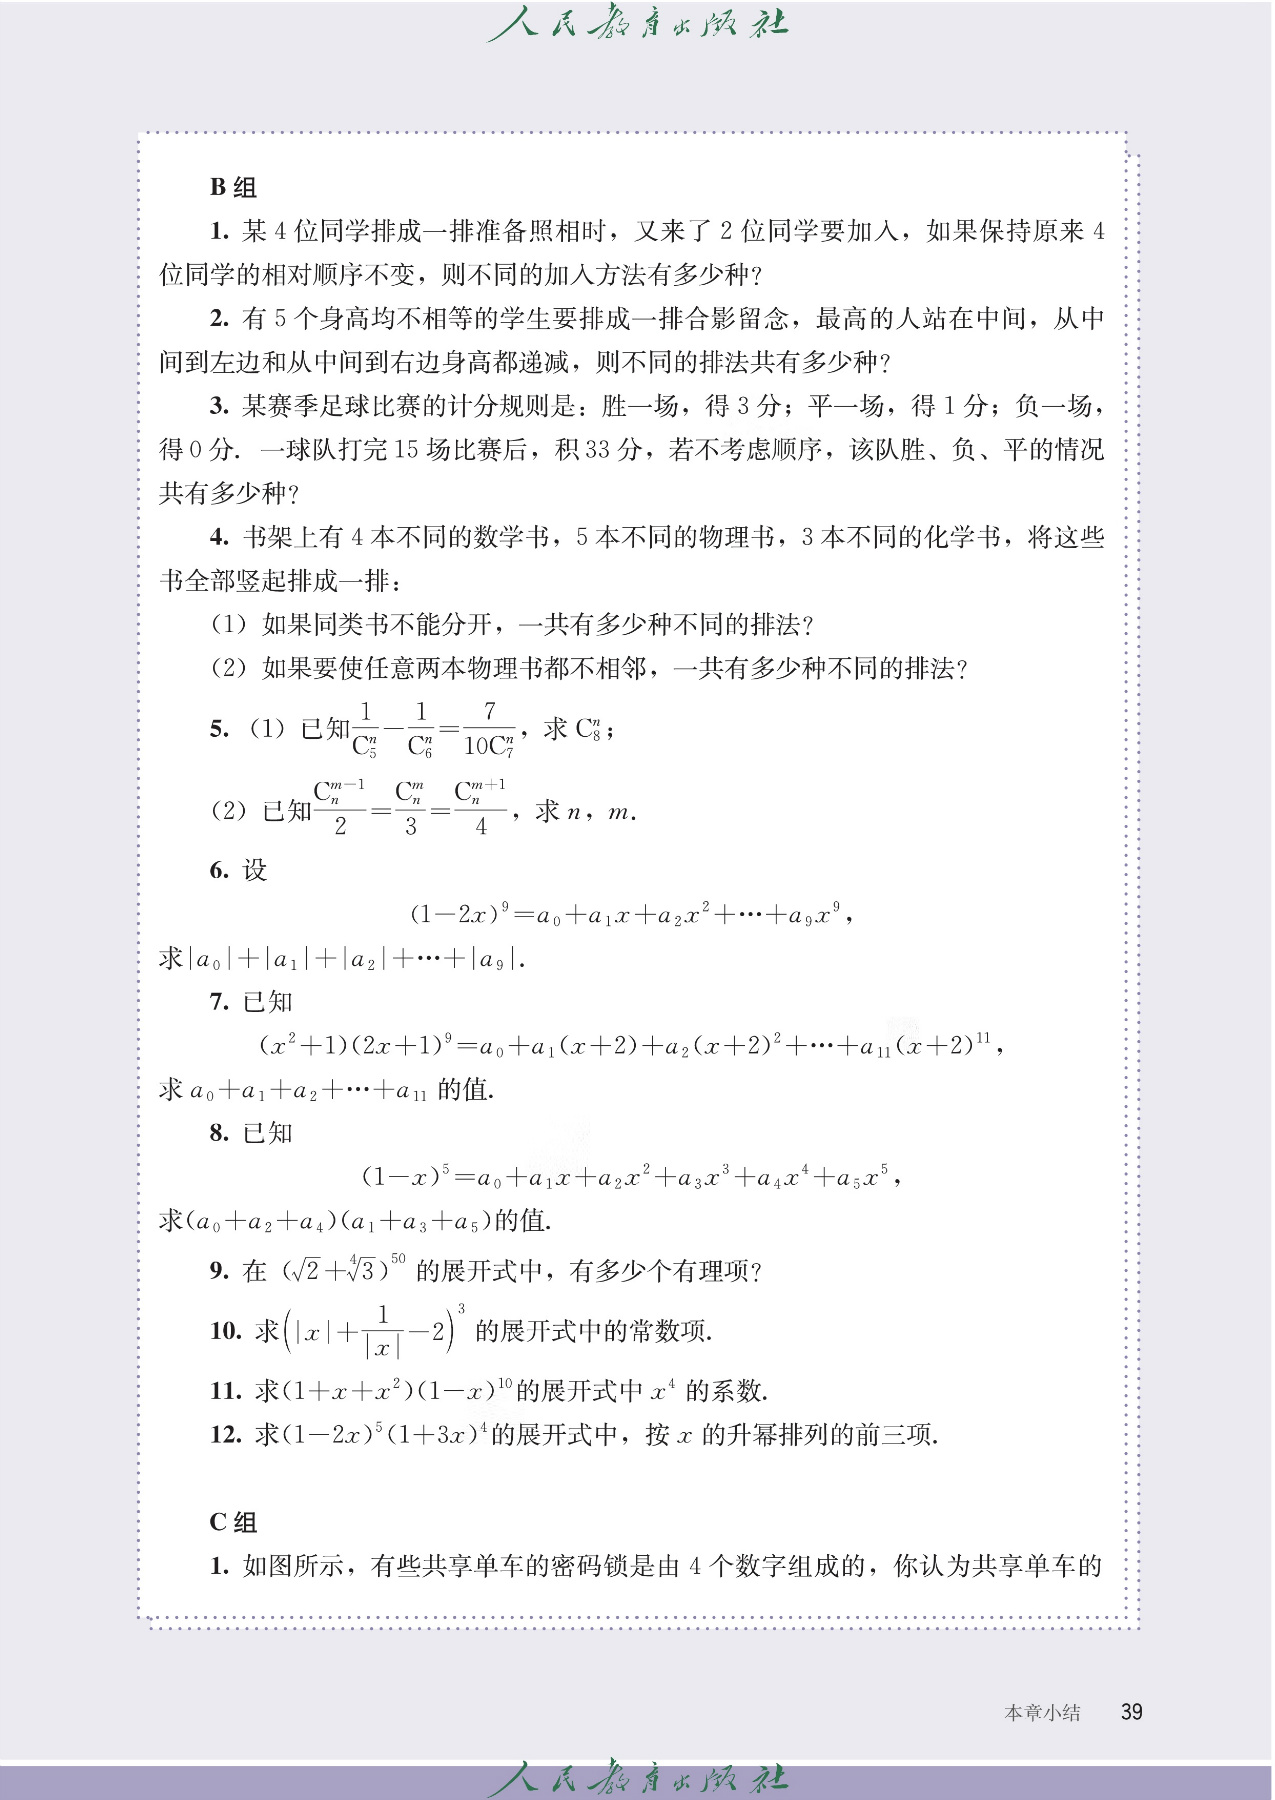 人民教育出版社
B 组
1. 某 4 位同学排成一排准备照相时，又来了 2 位同学要加入，如果保持原来 4
位同学的相对顺序不变，则不同的加入方法有多少种？
2. 有 5 个身高均不相等的学生要排成一排合影留念，最高的人站在中间，从中
间到左边和从中间到右边身高都递减，则不同的排法共有多少种？
3. 某赛季足球比赛的计分规则是：胜一场，得 3 分；平一场，得 1 分；负一场，
得 0 分．一球队打完 15 场比赛后，积 33 分，若不考虑顺序，该队胜、负、平的情况
共有多少种？
4. 书架上有 4 本不同的数学书，5 本不同的物理书，3 本不同的化学书，将这些
书全部竖起排成一排：
（1）如果同类书不能分开，一共有多少种不同的排法？
（2）如果要使任意两本物理书都不相邻，一共有多少种不同的排法？
5.（1）已知$\frac{1}{C_5^n}-\frac{1}{C_6^n}=\frac{7}{10C_7^n}$，求 $C_8^n$；
（2）已知$\frac{C_n^{m-1}}{2}=\frac{C_n^m}{3}=\frac{C_n^{m+1}}{4}$，求 n，m．
6. 设
$(1-2x)^9=a_0+a_1x+a_2x^2+\cdots+a_9x^9$，
求$|a_0|+|a_1|+|a_2|+\cdots+|a_9|$．
7. 已知
$(x^2+1)(2x+1)^9=a_0+a_1(x+2)+a_2(x+2)^2+\cdots+a_{11}(x+2)^{11}$，
求 $a_0+a_1+a_2+\cdots+a_{11}$ 的值．
8. 已知
$(1-x)^5=a_0+a_1x+a_2x^2+a_3x^3+a_4x^4+a_5x^5$，
求$(a_0+a_2+a_4)(a_1+a_3+a_5)$的值．
9. 在 $(\sqrt{2}+\sqrt[4]{3})^{50}$ 的展开式中，有多少个有理项？
10. 求$\left(|x|+\frac{1}{|x|}-2\right)^3$ 的展开式中的常数项．
11. 求$(1+x+x^2)(1-x)^{10}$的展开式中 $x^4$ 的系数．
12. 求$(1-2x)^5(1+3x)^4$的展开式中，按 x 的升幂排列的前三项．
C 组
1. 如图所示，有些共享单车的密码锁是由 4 个数字组成的，你认为共享单车的
本章小结 39
人民教育出版社